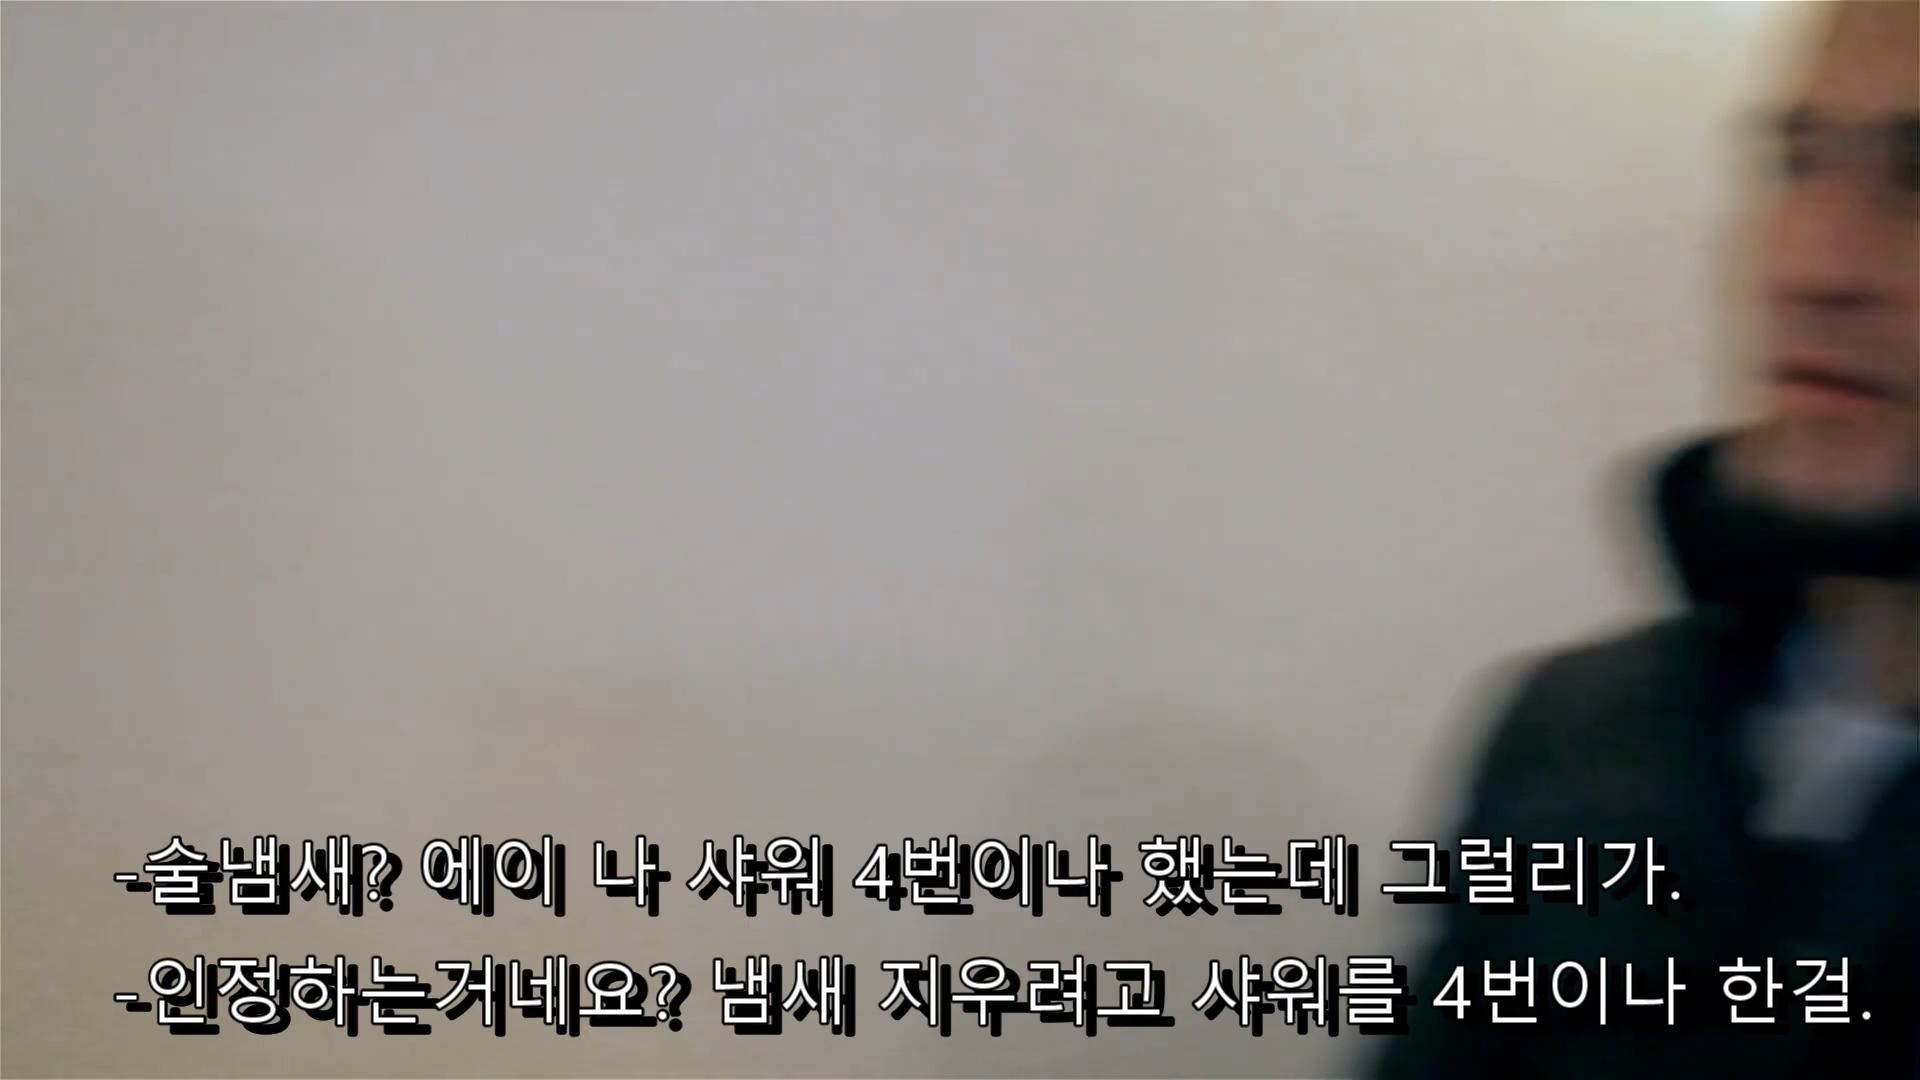 -술냄새? 에이 나 샤워 4번이나 했는데 그럴리가.
-인정하는거네요? 냄새 지우려고 샤워를 4번이나 한걸.